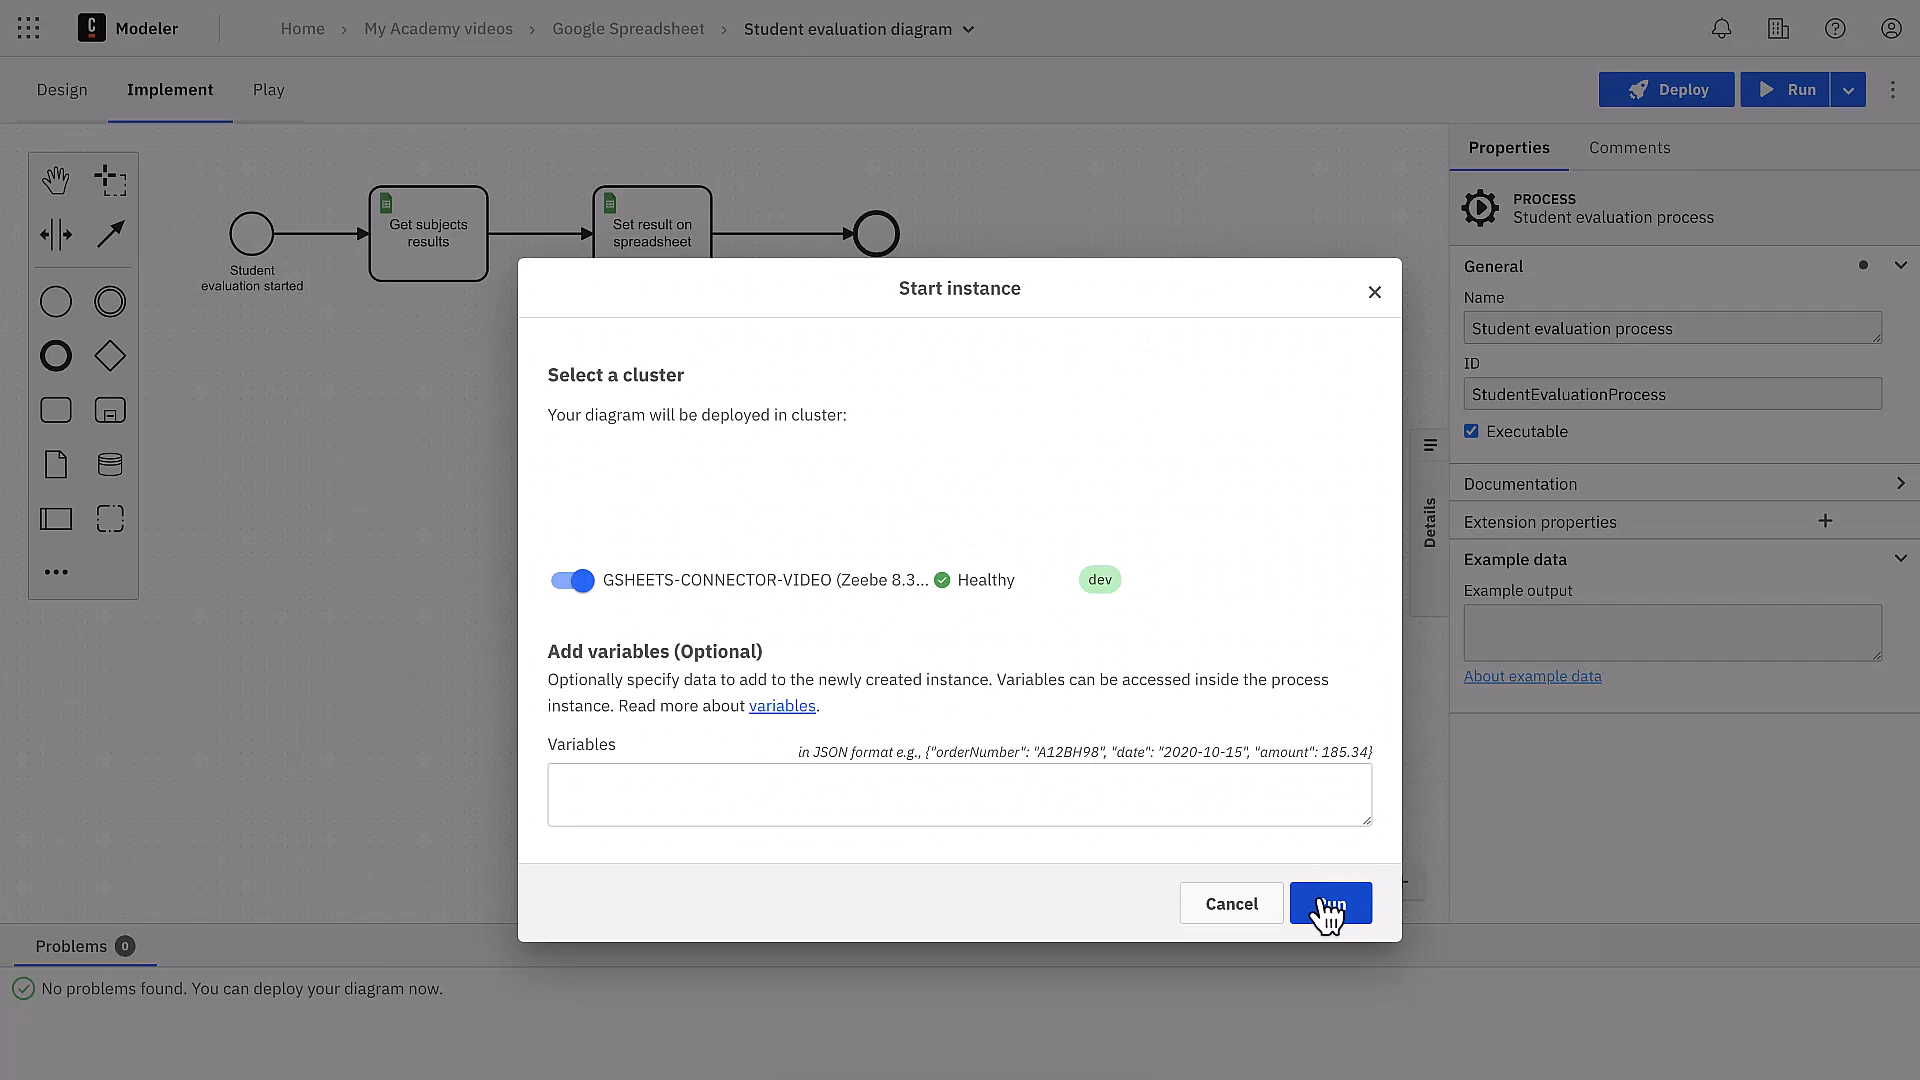 Modeler
Home
My Academy videos
Google Spreadsheet
Student evaluation diagram
Design
Implement
Play
Deploy
Run
Properties
Comments
Get subjects
results
Set result on
spreadsheet
Student
evaluation started
PROCESS
Student evaluation process
General
Name
Student evaluation process
ID
StudentEvaluationProcess
Executable
Details
Documentation
Extension properties
Example data
Example output
About example data
Start instance
Select a cluster
Your diagram will be deployed in cluster:
GSHEETS-CONNECTOR-VIDEO (Zeebe 8.3...
Healthy
dev
Add variables (Optional)
Optionally specify data to add to the newly created instance. Variables can be accessed inside the process
instance. Read more about variables.
Variables
in JSON format e.g., {"orderNumber": "A12BH98", "date": "2020-10-15", "amount": 185.34}
Cancel
Problems 0
No problems found. You can deploy your diagram now.